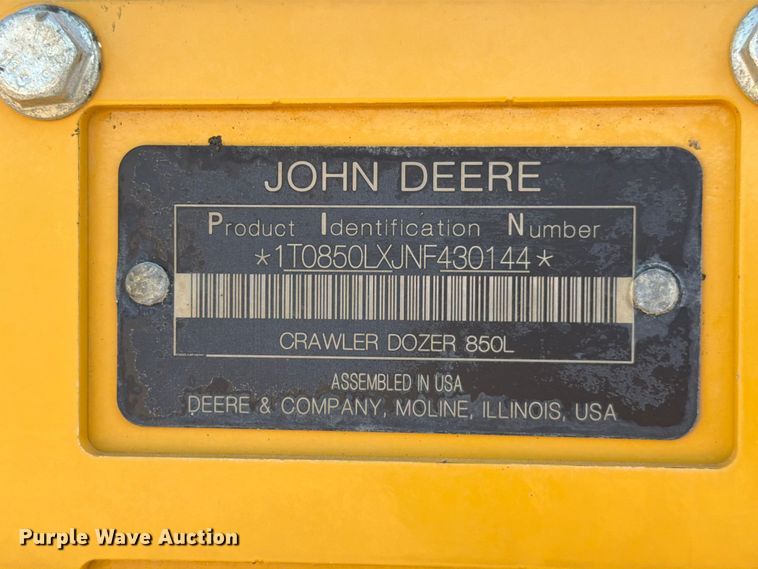 JOHN DEERE
Product Identification Number
*1T0850LXJNF430144*
CRAWLER DOZER 850L
ASSEMBLED IN USA
DEERE & COMPANY, MOLINE, ILLINOIS, USA
Purple Wave Auction